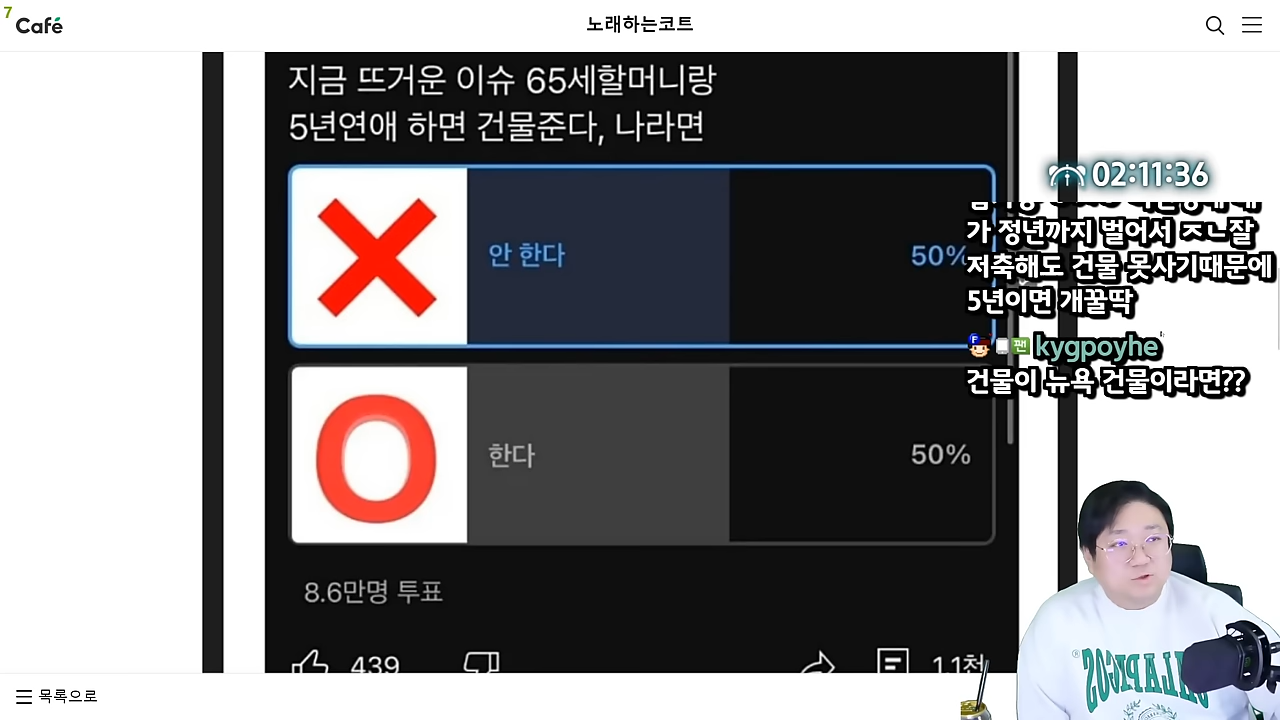 7
Café
노래하는코트
지금 뜨거운 이슈 65세할머니랑
5년연애 하면 건물준다, 나라면
안 한다
50%
한다
50%
8.6만명 투표
439
1.1천
02:11:36
가 정년까지 벌어서 ㅈㄴ잘
저축해도 건물 못사기때문에
5년이면 개꿀딱
팬 kygpoyhe
건물이 뉴욕 건물이라면??
목록으로